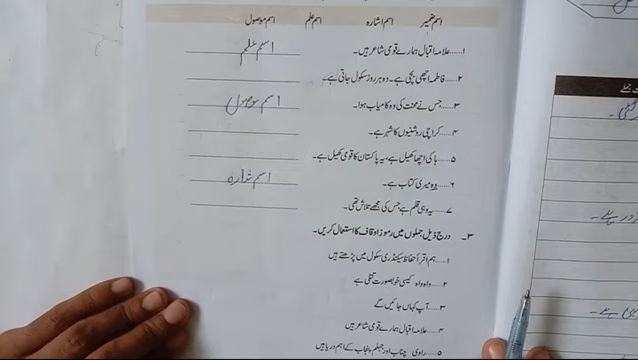 اسم ضمیر اسم اشارہ اسم علم اسم موصول
۱.....علامہ اقبال ہمارے قومی شاعر ہیں۔ اسم علم
۲.....فاطمہ اچھی بچی ہے۔ وہ ہر روز سکول جاتی ہے۔
۳.....جس نے محنت کی وہ کامیاب ہوا۔ اسم موصول
۴.....کراچی روشنیوں کا شہر ہے۔
۵.....ہاکی اچھا کھیل ہے، یہ پاکستان کا قومی کھیل ہے۔
۶.....وہ میری کتاب ہے۔ اسم
۷.....یہ وہی قلم ہے جس کی مجھے تلاش تھی۔
۳۔ درج ذیل جملوں میں رموز اوقاف کا استعمال کریں۔
۱.....ہم اقرأ حفاظ سیکنڈری سکول میں پڑھتے ہیں
۲.....واہ واہ کیسی خوبصورت تتلی ہے
۳.....آپ کہاں جائیں گے
۴.....علامہ اقبال ہمارے قومی شاعر ہیں
۵.....راوی چناب اور جہلم پنجاب کے اہم دریا ہیں